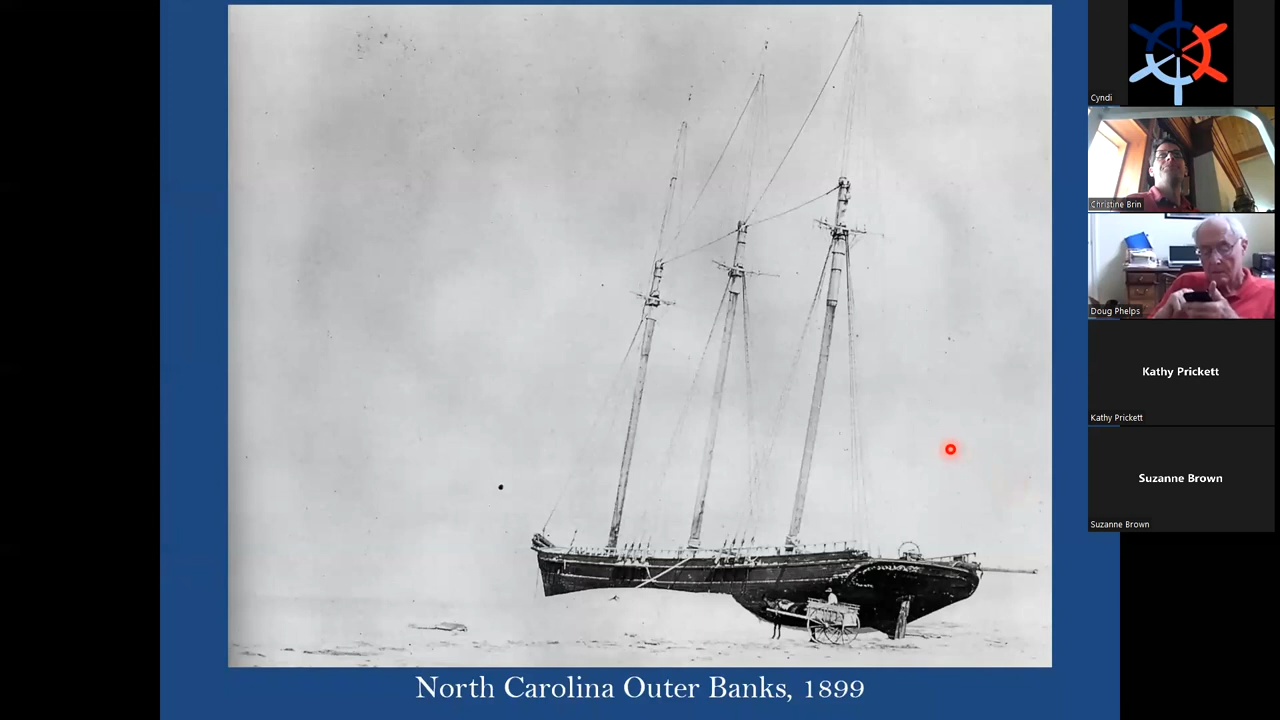 North Carolina Outer Banks, 1899
Cyndi
Christine Brin
Doug Phelps
Kathy Prickett
Kathy Prickett
Suzanne Brown
Suzanne Brown